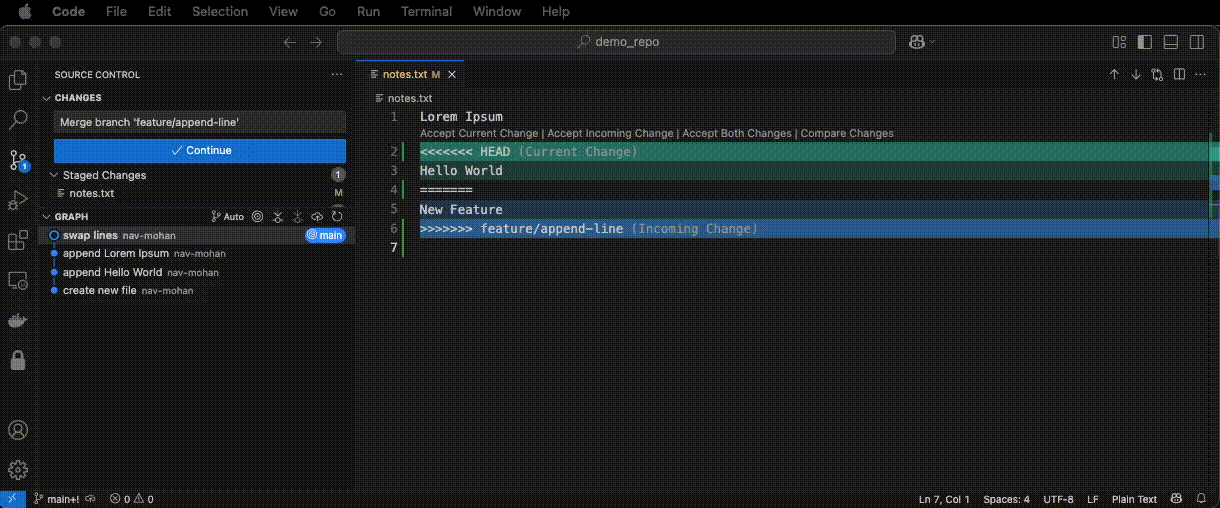 Code File Edit Selection View Go Run Terminal Window Help
demo_repo
SOURCE CONTROL
CHANGES
Merge branch 'feature/append-line'
Continue
Staged Changes 1
notes.txt M
GRAPH Auto
swap lines nav-mohan main
append Lorem Ipsum nav-mohan
append Hello World nav-mohan
create new file nav-mohan
1
notes.txt M
notes.txt
1 Lorem Ipsum
Accept Current Change | Accept Incoming Change | Accept Both Changes | Compare Changes
2 <<<<<<< HEAD (Current Change)
3 Hello World
4 =======
5 New Feature
6 >>>>>>> feature/append-line (Incoming Change)
7
main+! 0 0 Ln 7, Col 1 Spaces: 4 UTF-8 LF Plain Text